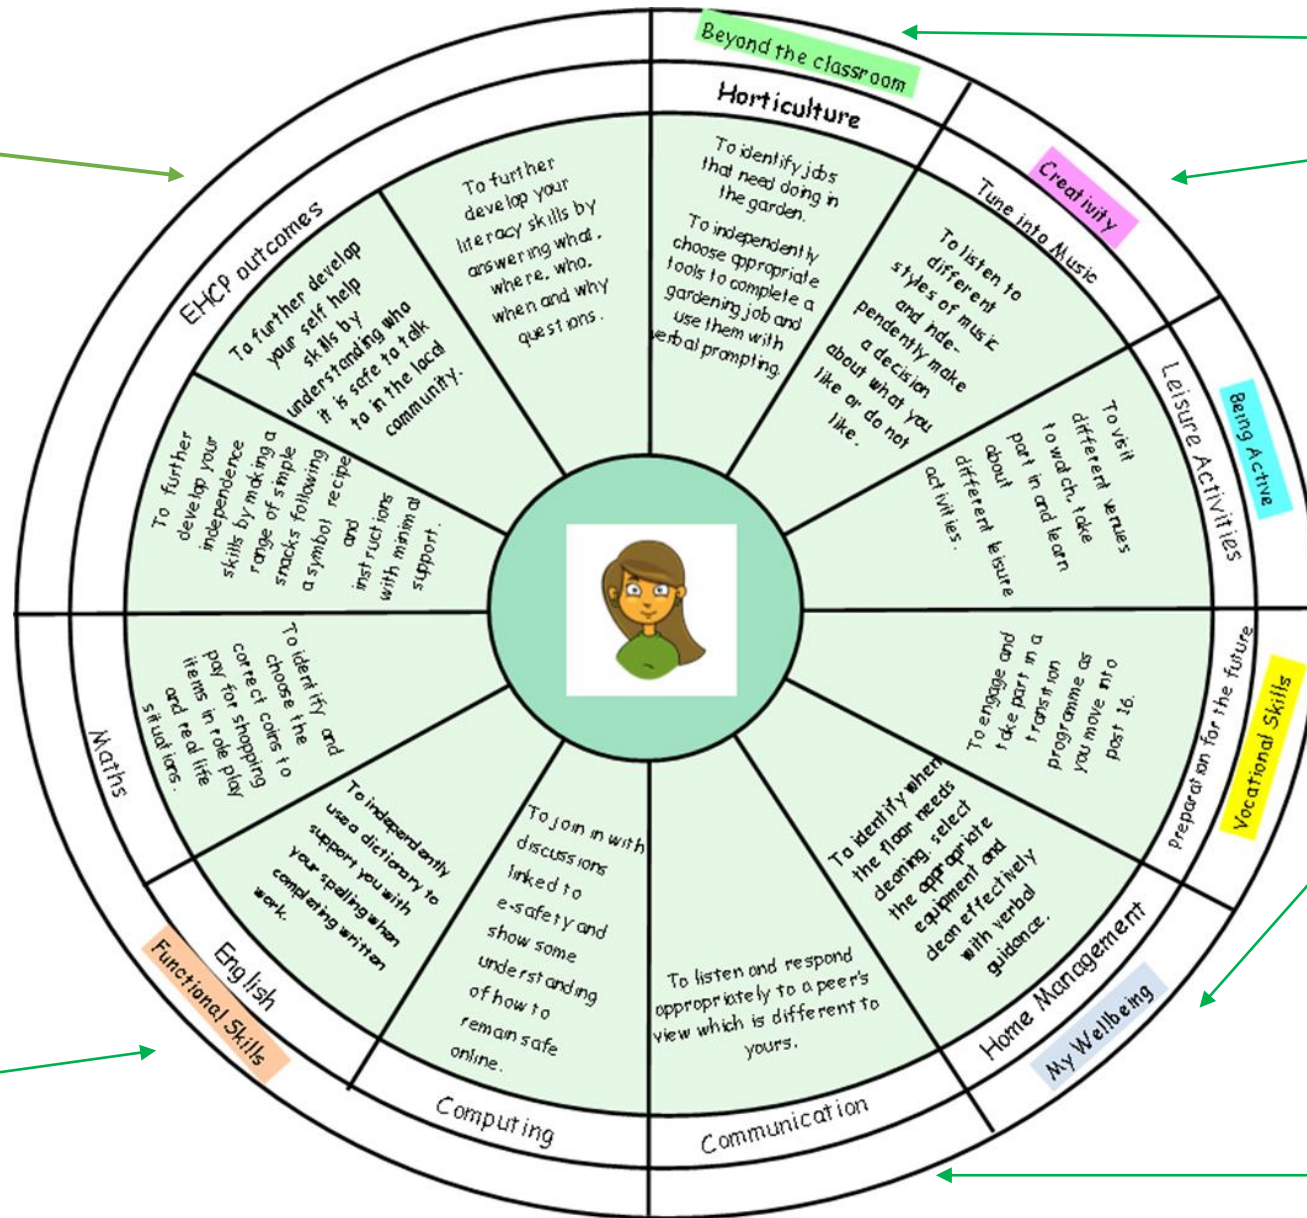 Beyond the classroom
Horticulture
To identify jobs
that need doing in
the garden.
To independently
choose appropriate
tools to complete a
gardening job and
use them with
verbal prompting.
Creativity
Tune into Music
To listen to
different
styles of music
and inde-
pendently make
a decision
about what you
like or do not
like.
Being Active
Leisure Activities
To visit
different venues
to watch, take
part in and learn
about
different leisure
activities.
Vocational Skills
Preparation for the future
To engage and
take part in a
transition
programme as
you move into
post 16.
My Wellbeing
Home Management
To identify when
the floor needs
cleaning, select
the appropriate
equipment and
clean effectively
with verbal
guidance.
Communication
To listen and respond
appropriately to a peer's
view which is different to
yours.
Computing
To join in with
discussions
linked to
e-safety and
show some
understanding
of how to
remain safe
online.
Functional Skills
English
To independently
use a dictionary to
support you with
your spelling when
completing written
work.
Maths
To identify and
choose the
correct coins to
pay for shopping
items in role play
and real life
situations.
EHCP outcomes
To further
develop your
independence
skills by making a
range of simple
snacks following
a symbol recipe
and
instructions
with minimal
support.
To further develop
your self help
skills by
understanding who
it is safe to talk
to in the local
community.
To further
develop your
literacy skills by
answering what,
where, who,
when and why
questions.